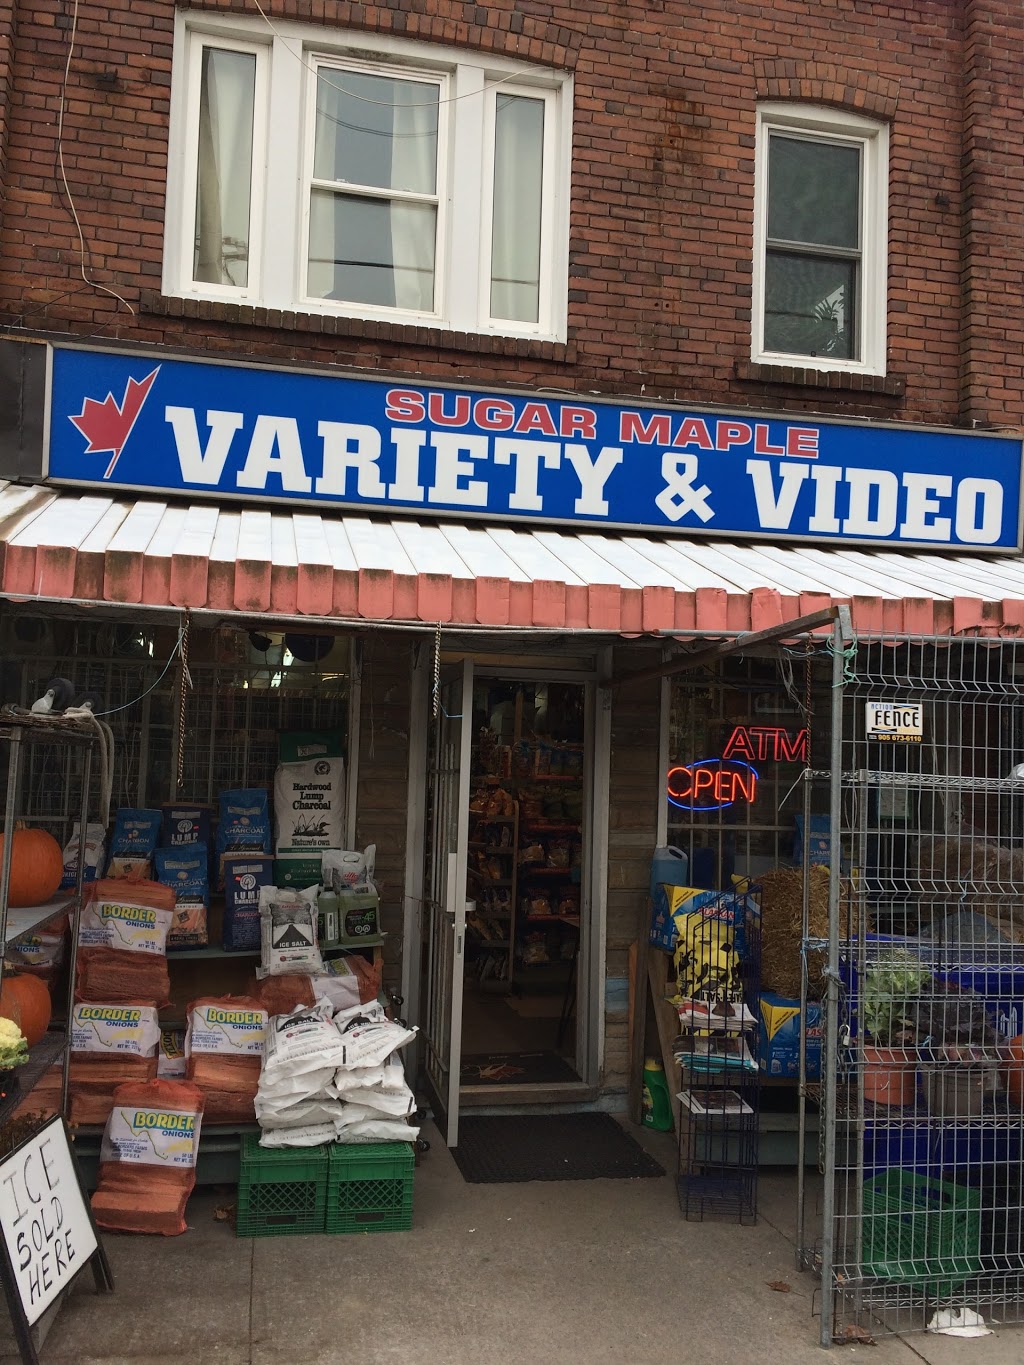 SUGAR MAPLE
VARIETY & VIDEO
ACTION
FENCE
905 673-6110
ATM
OPEN
Hardwood
Lump
Charcoal
Nature's own
CHARCOAL
LUMP
LUMP
BORDER
ONIONS
ICE SALT
BORDER
ONIONS
BORDER
ONIONS
BORDER
ONIONS
ICE
SOLD
HERE